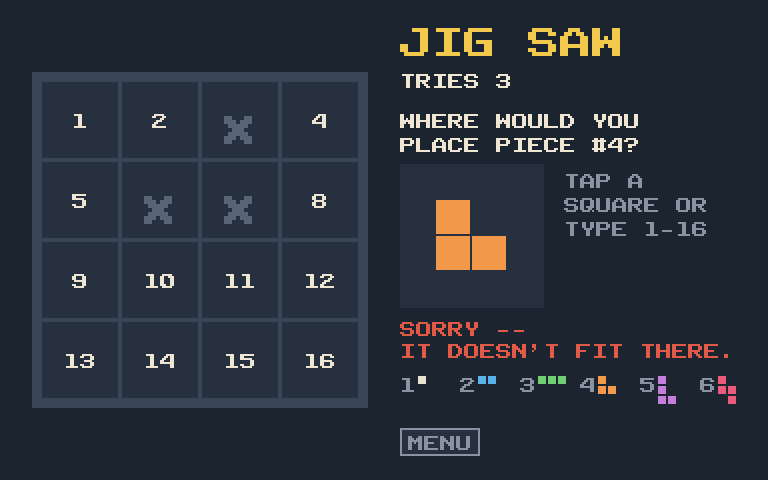 JIG SAW
TRIES 3
WHERE WOULD YOU
PLACE PIECE #4?
TAP A
SQUARE OR
TYPE 1-16
1 2 4
5 8
9 10 11 12
13 14 15 16
SORRY --
IT DOESN'T FIT THERE.
1 2 3 4 5 6
MENU